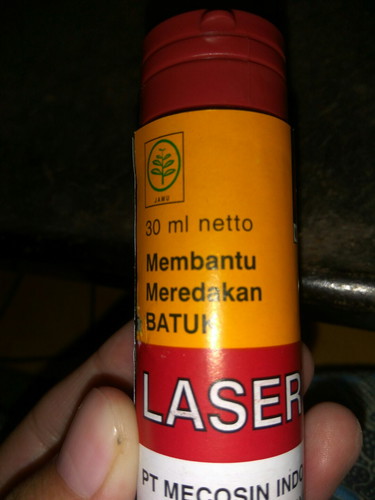 JAMU
30 ml netto
Membantu
Meredakan
BATUK
LASER
PT MECOSIN INDO